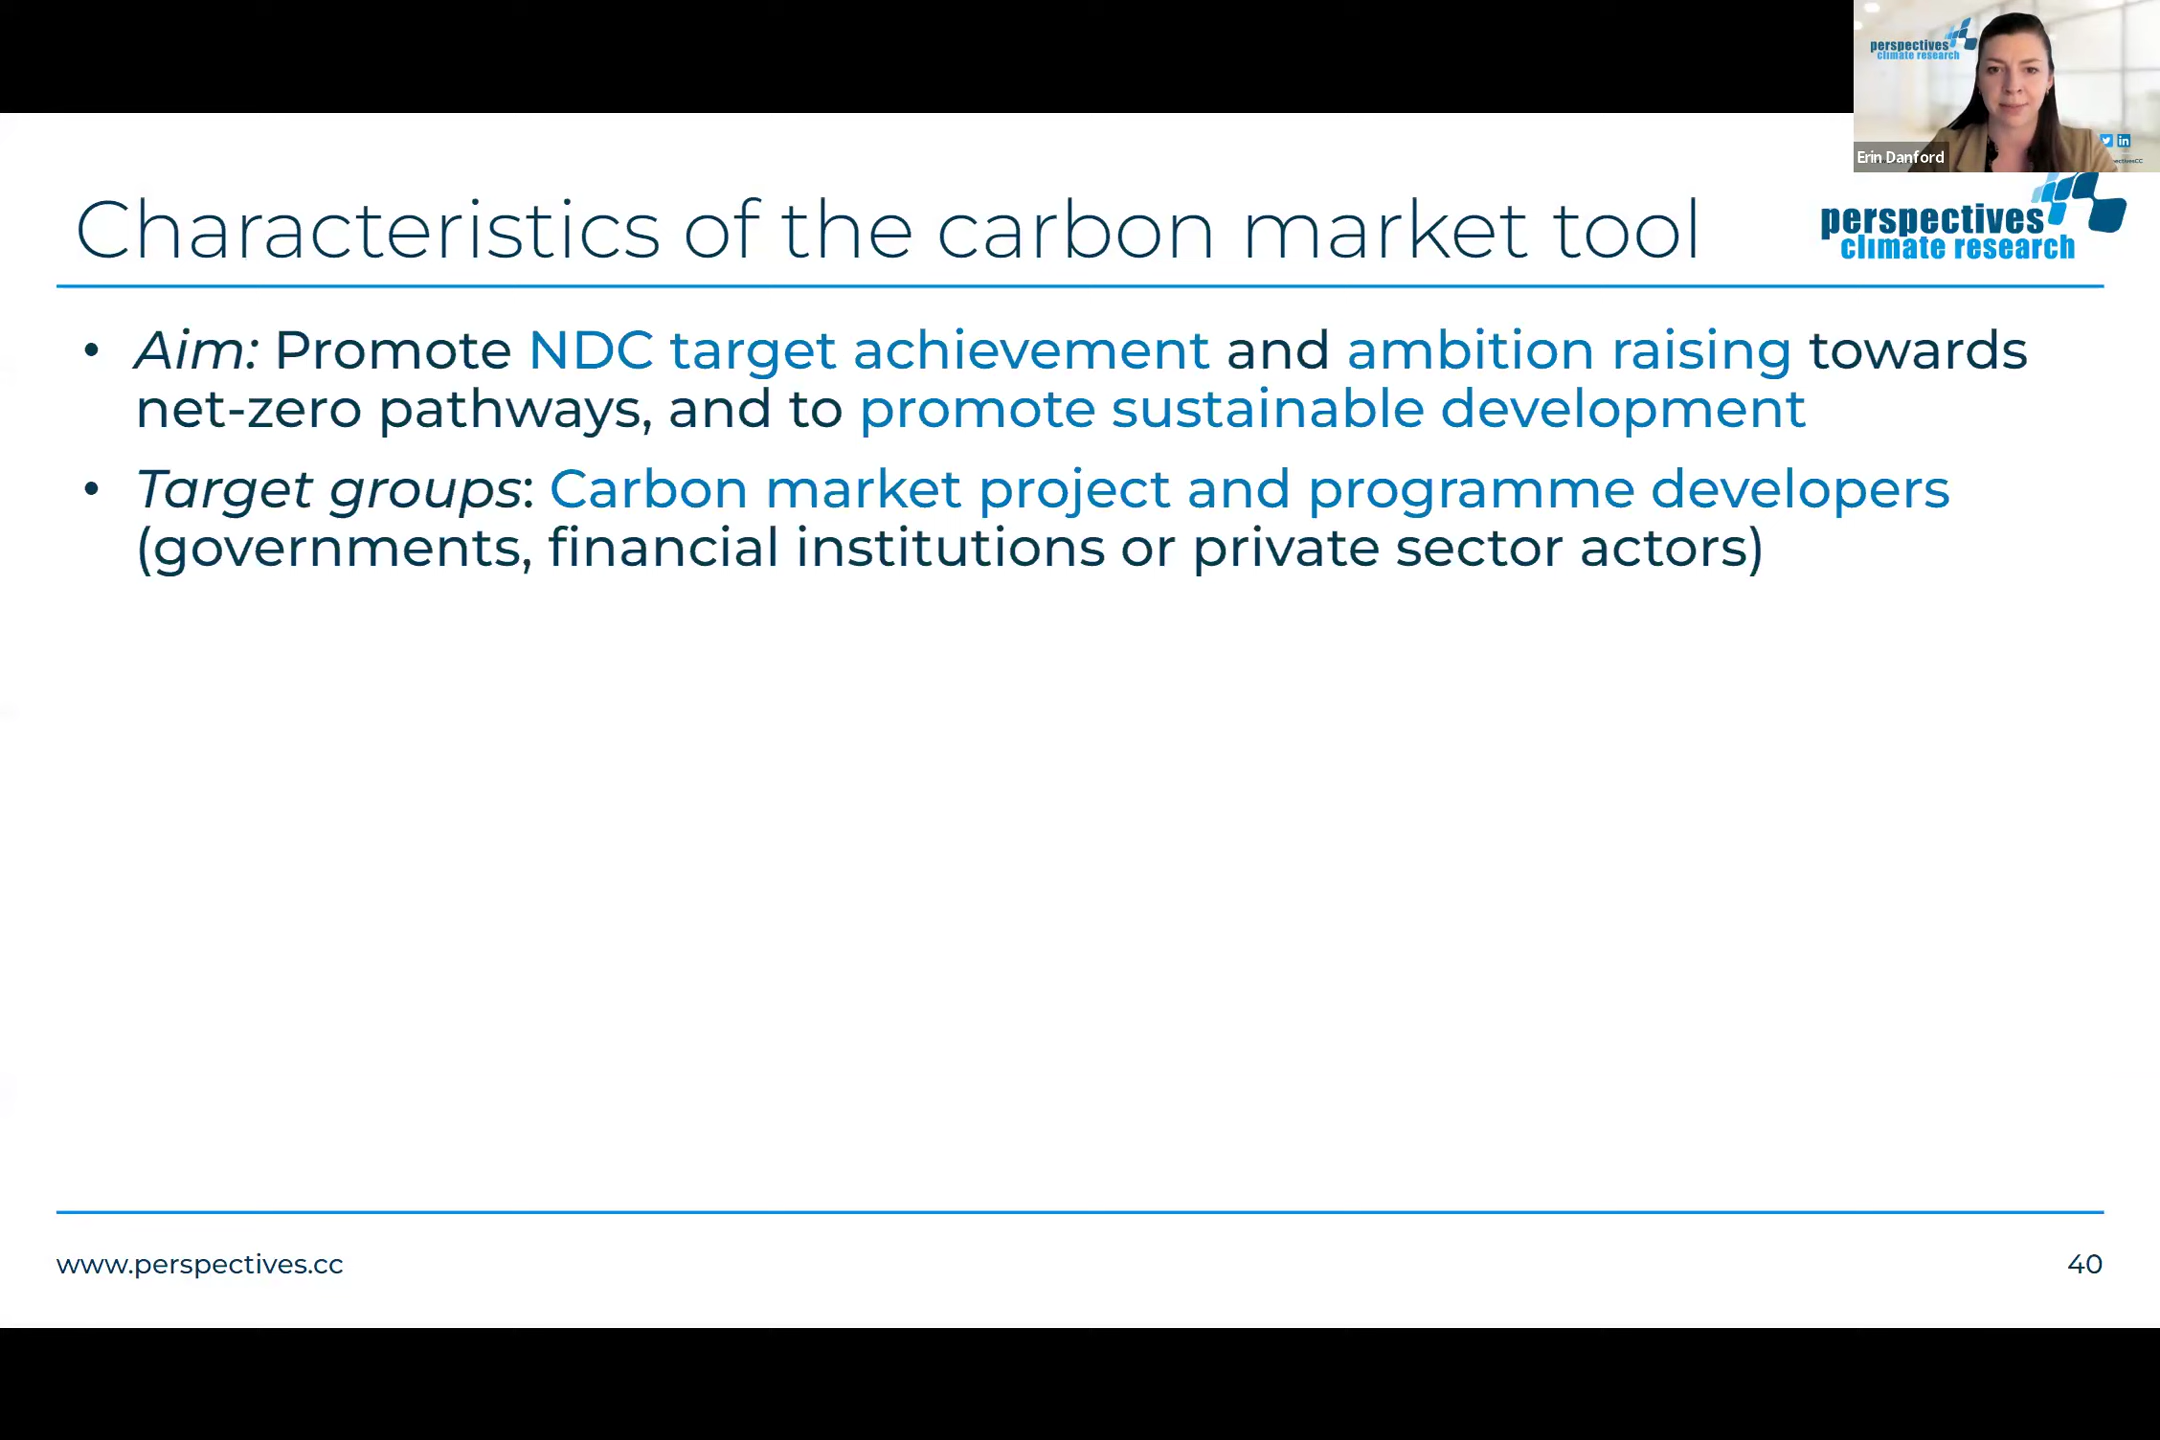 perspectives
climate research
Erin Danford
Characteristics of the carbon market tool
perspectives
climate research
• Aim: Promote NDC target achievement and ambition raising towards
net-zero pathways, and to promote sustainable development
• Target groups: Carbon market project and programme developers
(governments, financial institutions or private sector actors)
www.perspectives.cc
40